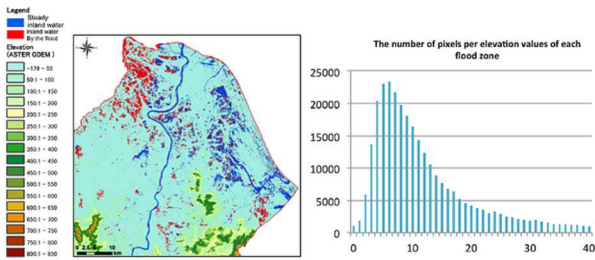 Legend
Steady
inland water
inland water
By the flood
Elevation
(ASTER GDEM)
-179 - 50
50.1 - 100
100.1 - 150
150.1 - 200
200.1 - 250
250.1 - 300
300.1 - 350
350.1 - 400
400.1 - 450
450.1 - 500
500.1 - 550
550.1 - 600
600.1 - 650
650.1 - 700
700.1 - 750
750.1 - 800
800.1 - 850
0 2.5 5 10
km
The number of pixels per elevation values of each
flood zone
25000
20000
15000
10000
5000
0
0 10 20 30 40